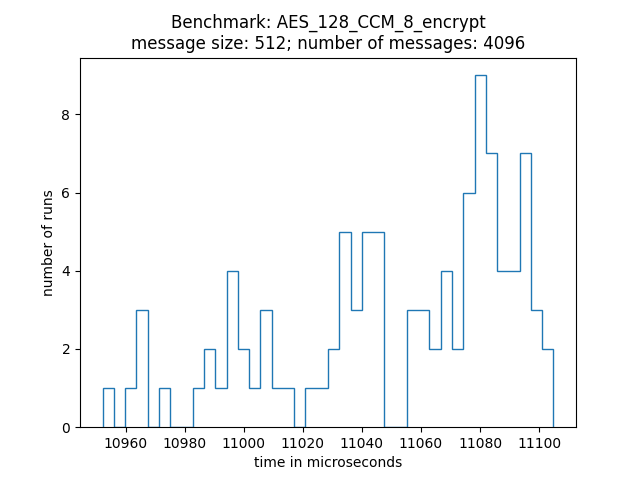 Benchmark: AES_128_CCM_8_encrypt
message size: 512; number of messages: 4096
8
6
4
2
0
number of runs
10960 10980 11000 11020 11040 11060 11080 11100
time in microseconds